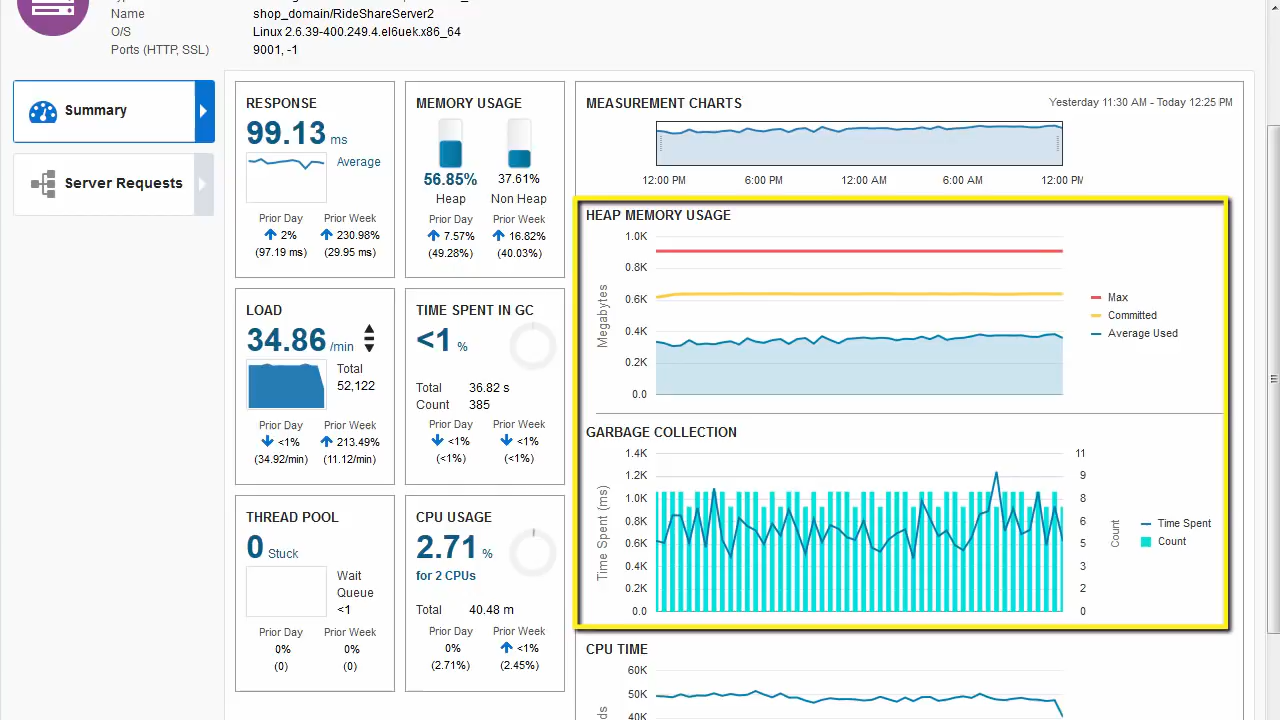 Name shop_domain/RideShareServer2
O/S Linux 2.6.39-400.249.4.el6uek.x86_64
Ports (HTTP, SSL) 9001, -1
Summary
Server Requests
RESPONSE
99.13 ms
Average
Prior Day Prior Week
2% 230.98%
(97.19 ms) (29.95 ms)
MEMORY USAGE
56.85% 37.61%
Heap Non Heap
Prior Day Prior Week
7.57% 16.82%
(49.28%) (40.03%)
LOAD
34.86 /min
Total
52,122
Prior Day Prior Week
<1% 213.49%
(34.92/min) (11.12/min)
TIME SPENT IN GC
<1 %
Total 36.82 s
Count 385
Prior Day Prior Week
<1% <1%
(<1%) (<1%)
THREAD POOL
0 Stuck
Wait
Queue
<1
Prior Day Prior Week
0% 0%
(0) (0)
CPU USAGE
2.71 %
for 2 CPUs
Total 40.48 m
Prior Day Prior Week
0% <1%
(2.71%) (2.45%)
MEASUREMENT CHARTS Yesterday 11:30 AM - Today 12:25 PM
12:00 PM 6:00 PM 12:00 AM 6:00 AM 12:00 PM
HEAP MEMORY USAGE
1.0K
0.8K
0.6K
0.4K
0.2K
0.0
Megabytes
Max
Committed
Average Used
GARBAGE COLLECTION
1.4K 11
1.2K 9
1.0K 8
0.8K 6
0.6K 5
0.4K 3
0.2K 2
0.0 0
Time Spent (ms)
Count
Time Spent
Count
CPU TIME
60K
50K
40K